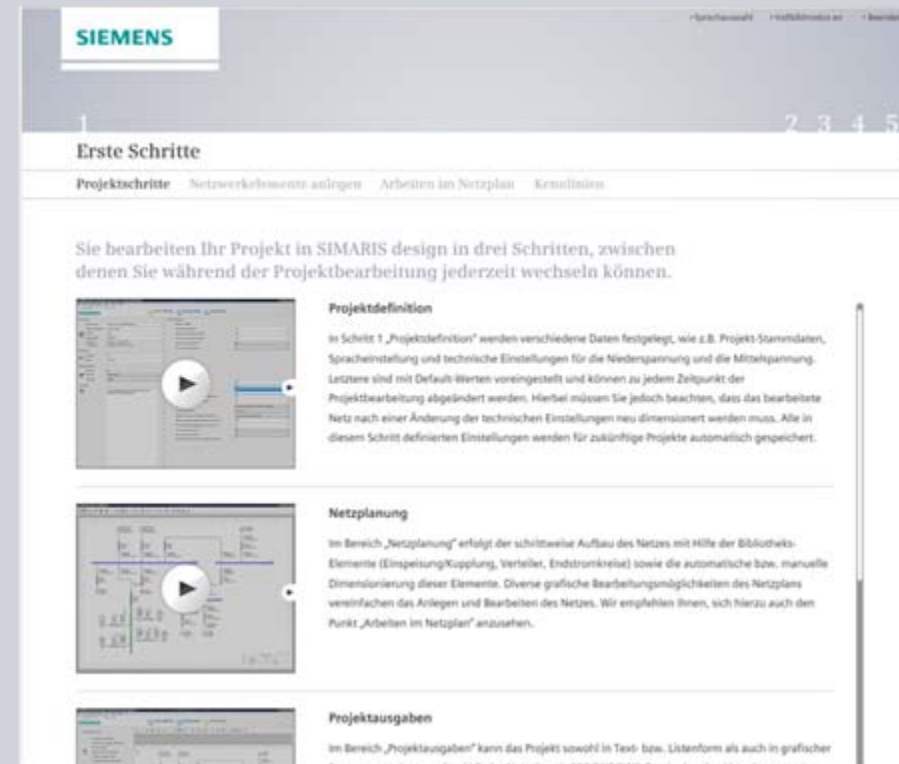 SIEMENS
Sprachauswahl
1
2 3 4 5
Erste Schritte
Projektschritte Netzwerkelemente anlegen Arbeiten im Netzplan Kennlinien
Sie bearbeiten Ihr Projekt in SIMARIS design in drei Schritten, zwischen
denen Sie während der Projektbearbeitung jederzeit wechseln können.
Projektdefinition
In Schritt 1 „Projektdefinition" werden verschiedene Daten festgelegt, wie z.B. Projekt-Stammdaten,
Spracheinstellung und technische Einstellungen für die Niederspannung und die Mittelspannung.
Letztere sind mit Default-Werten voreingestellt und können zu jedem Zeitpunkt der
Projektbearbeitung abgeändert werden. Hierbei müssen Sie jedoch beachten, dass das bearbeitete
Netz nach einer Änderung der technischen Einstellungen neu dimensioniert werden muss. Alle in
diesem Schritt definierten Einstellungen werden für zukünftige Projekte automatisch gespeichert.
Netzplanung
Im Bereich „Netzplanung" erfolgt der schrittweise Aufbau des Netzes mit Hilfe der Bibliotheks-
Elemente (Einspeisung/Kupplung, Verteiler, Endstromkreise) sowie die automatische bzw. manuelle
Dimensionierung dieser Elemente. Diverse grafische Bearbeitungsmöglichkeiten des Netzplans
vereinfachen das Anlegen und Bearbeiten des Netzes. Wir empfehlen Ihnen, sich hierzu auch den
Punkt „Arbeiten im Netzplan" anzusehen.
Projektausgaben
Im Bereich „Projektausgaben" kann das Projekt sowohl in Text- bzw. Listenform als auch in grafischer